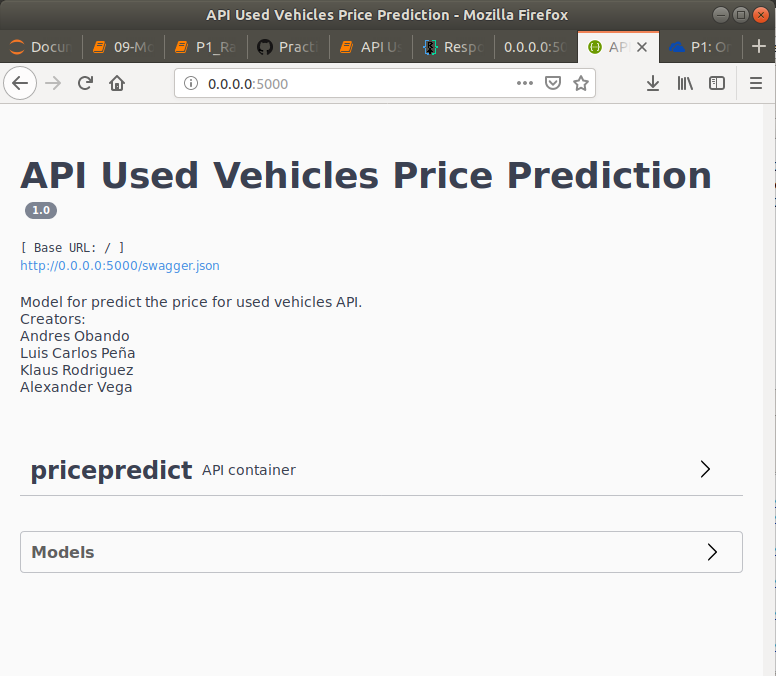 API Used Vehicles Price Prediction - Mozilla Firefox
Docum 09-Mo P1_Ra Practi API Us Respo 0.0.0.0:50 API P1: On
0.0.0.0:5000
API Used Vehicles Price Prediction
1.0
[ Base URL: / ]
http://0.0.0.0:5000/swagger.json
Model for predict the price for used vehicles API.
Creators:
Andres Obando
Luis Carlos Peña
Klaus Rodriguez
Alexander Vega
pricepredict API container
Models